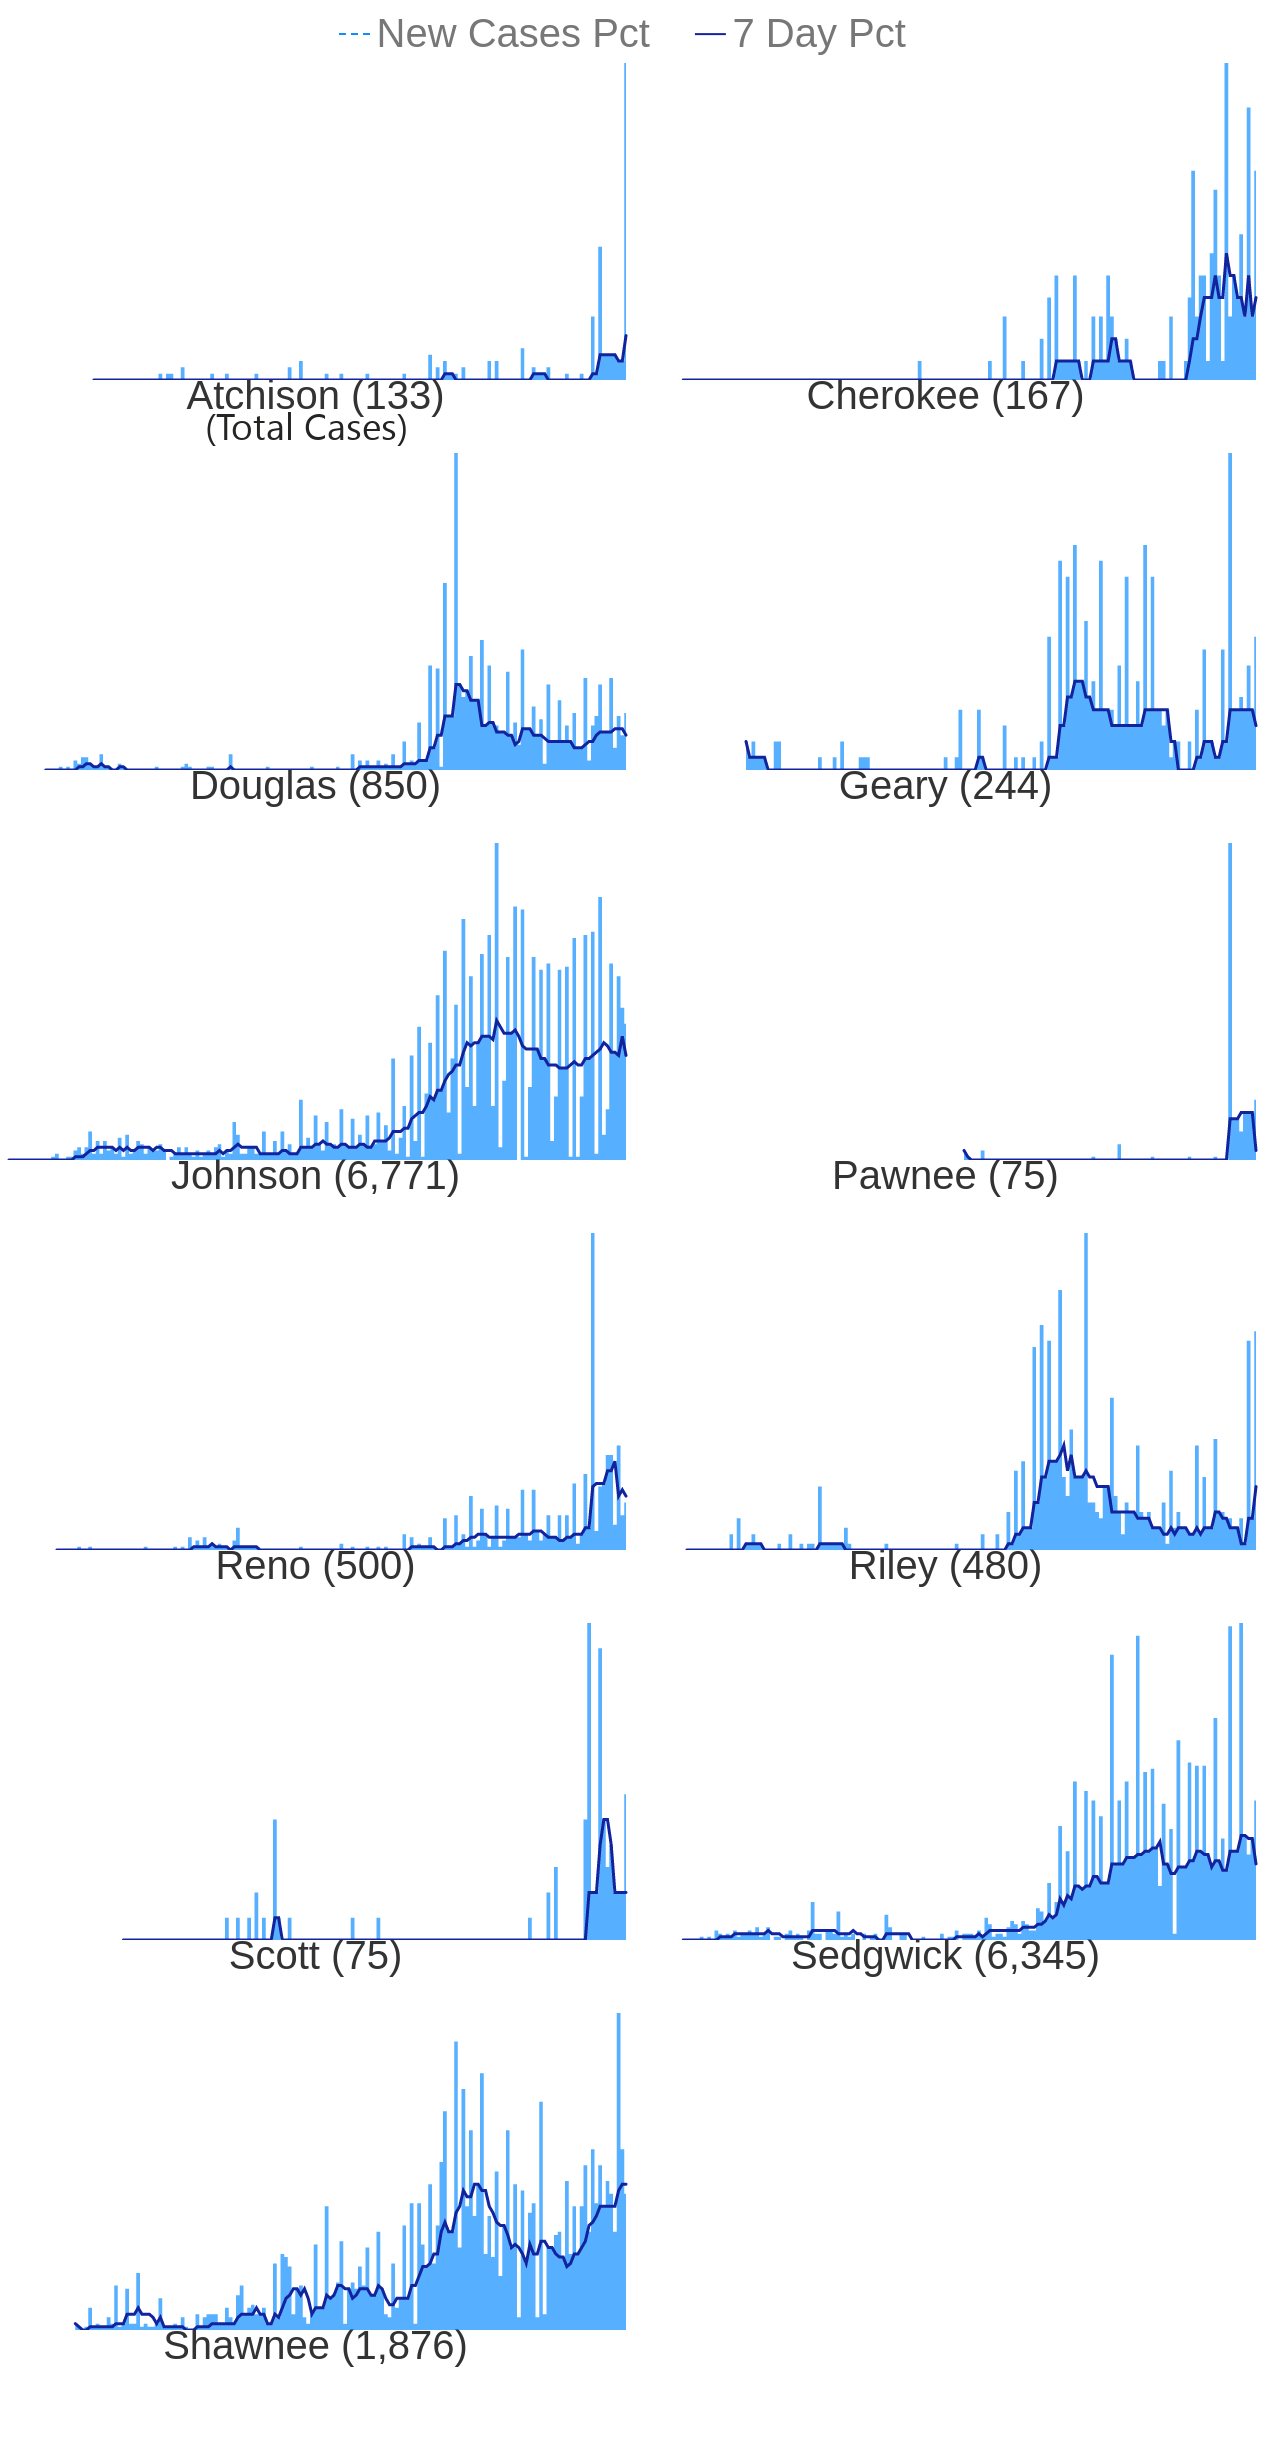 New Cases Pct 7 Day Pct
Atchison (133) Cherokee (167)
(Total Cases)
Douglas (850) Geary (244)
Johnson (6,771) Pawnee (75)
Reno (500) Riley (480)
Scott (75) Sedgwick (6,345)
Shawnee (1,876)